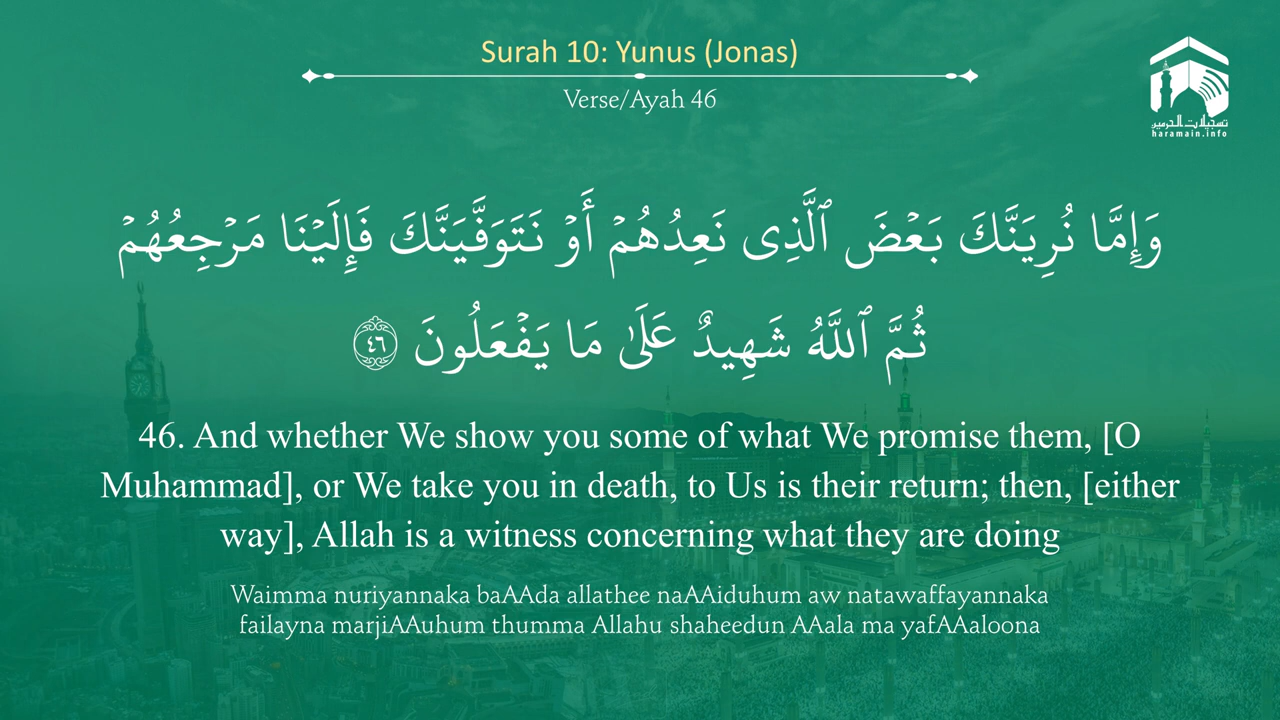 Surah 10: Yunus (Jonas)
Verse/Ayah 46
تسجيلات الحرمين
haramain.info
وَإِمَّا نُرِيَنَّكَ بَعۡضَ ٱلَّذِى نَعِدُهُمۡ أَوۡ نَتَوَفَّيَنَّكَ فَإِلَيۡنَا مَرۡجِعُهُمۡ
ثُمَّ ٱللَّهُ شَهِيدٌ عَلَىٰ مَا يَفۡعَلُونَ ٤٦
46. And whether We show you some of what We promise them, [O
Muhammad], or We take you in death, to Us is their return; then, [either
way], Allah is a witness concerning what they are doing
Waimma nuriyannaka baAAda allathee naAAiduhum aw natawaffayannaka
failayna marjiAAuhum thumma Allahu shaheedun AAala ma yafAAaloona